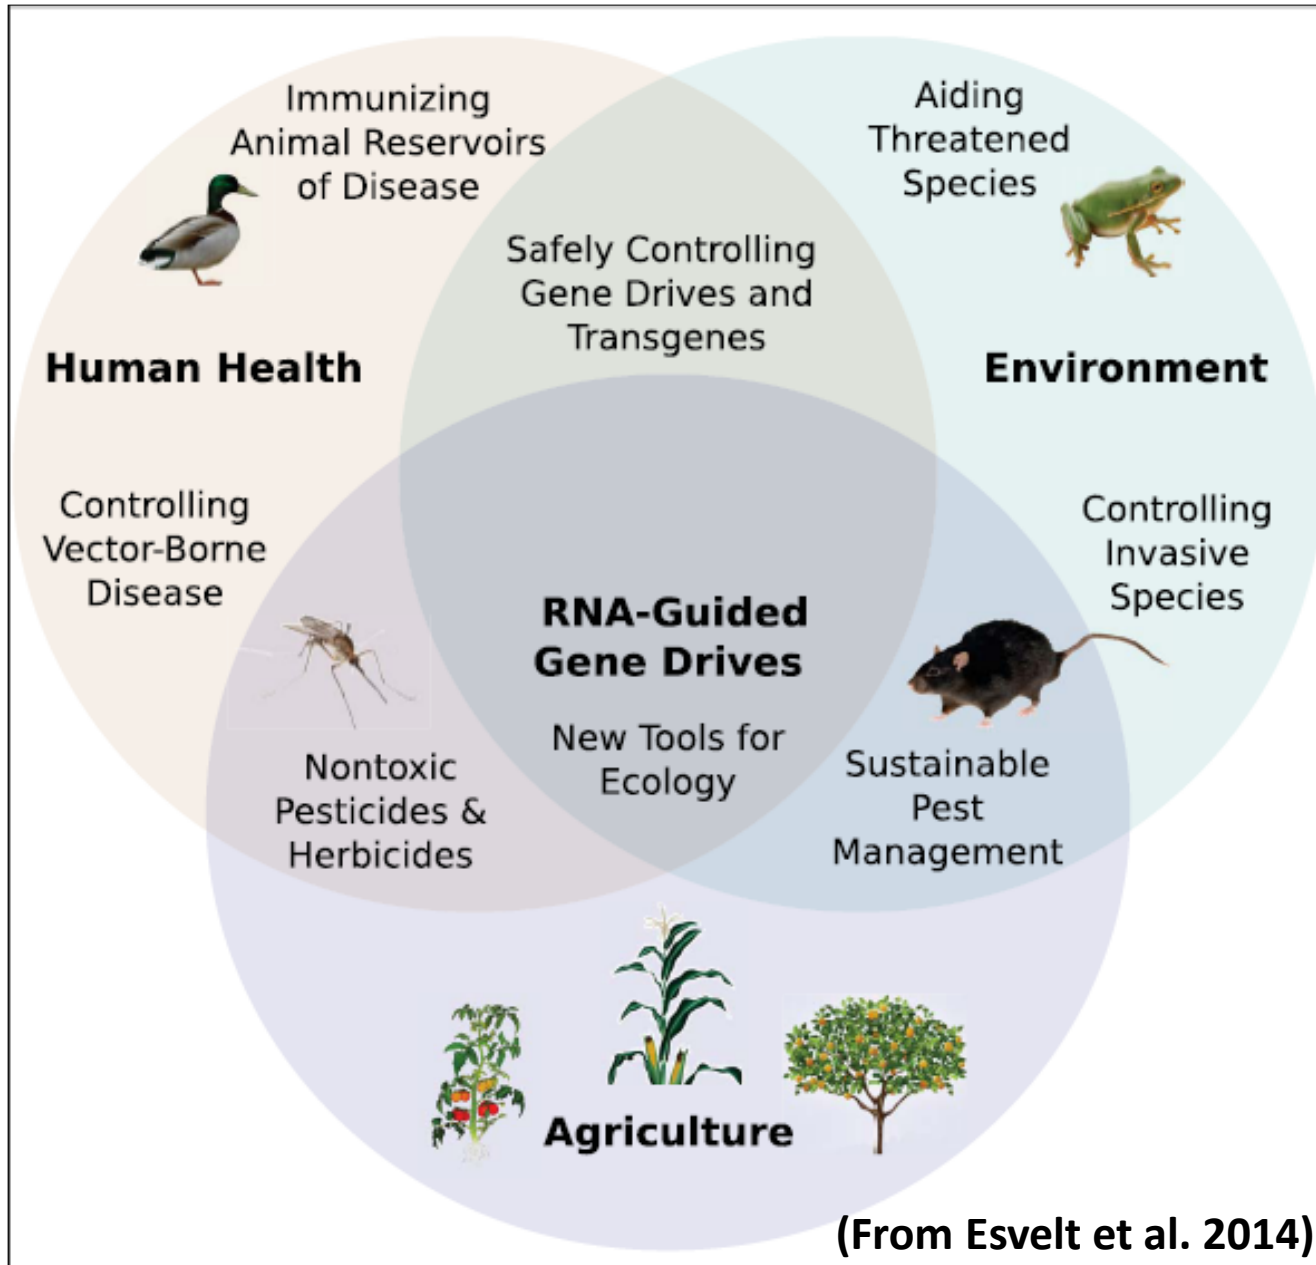 Immunizing
Animal Reservoirs
of Disease
Aiding
Threatened
Species
Safely Controlling
Gene Drives and
Transgenes
Human Health
Environment
Controlling
Vector-Borne
Disease
Controlling
Invasive
Species
RNA-Guided
Gene Drives
New Tools for
Ecology
Nontoxic
Pesticides &
Herbicides
Sustainable
Pest
Management
Agriculture
(From Esvelt et al. 2014)